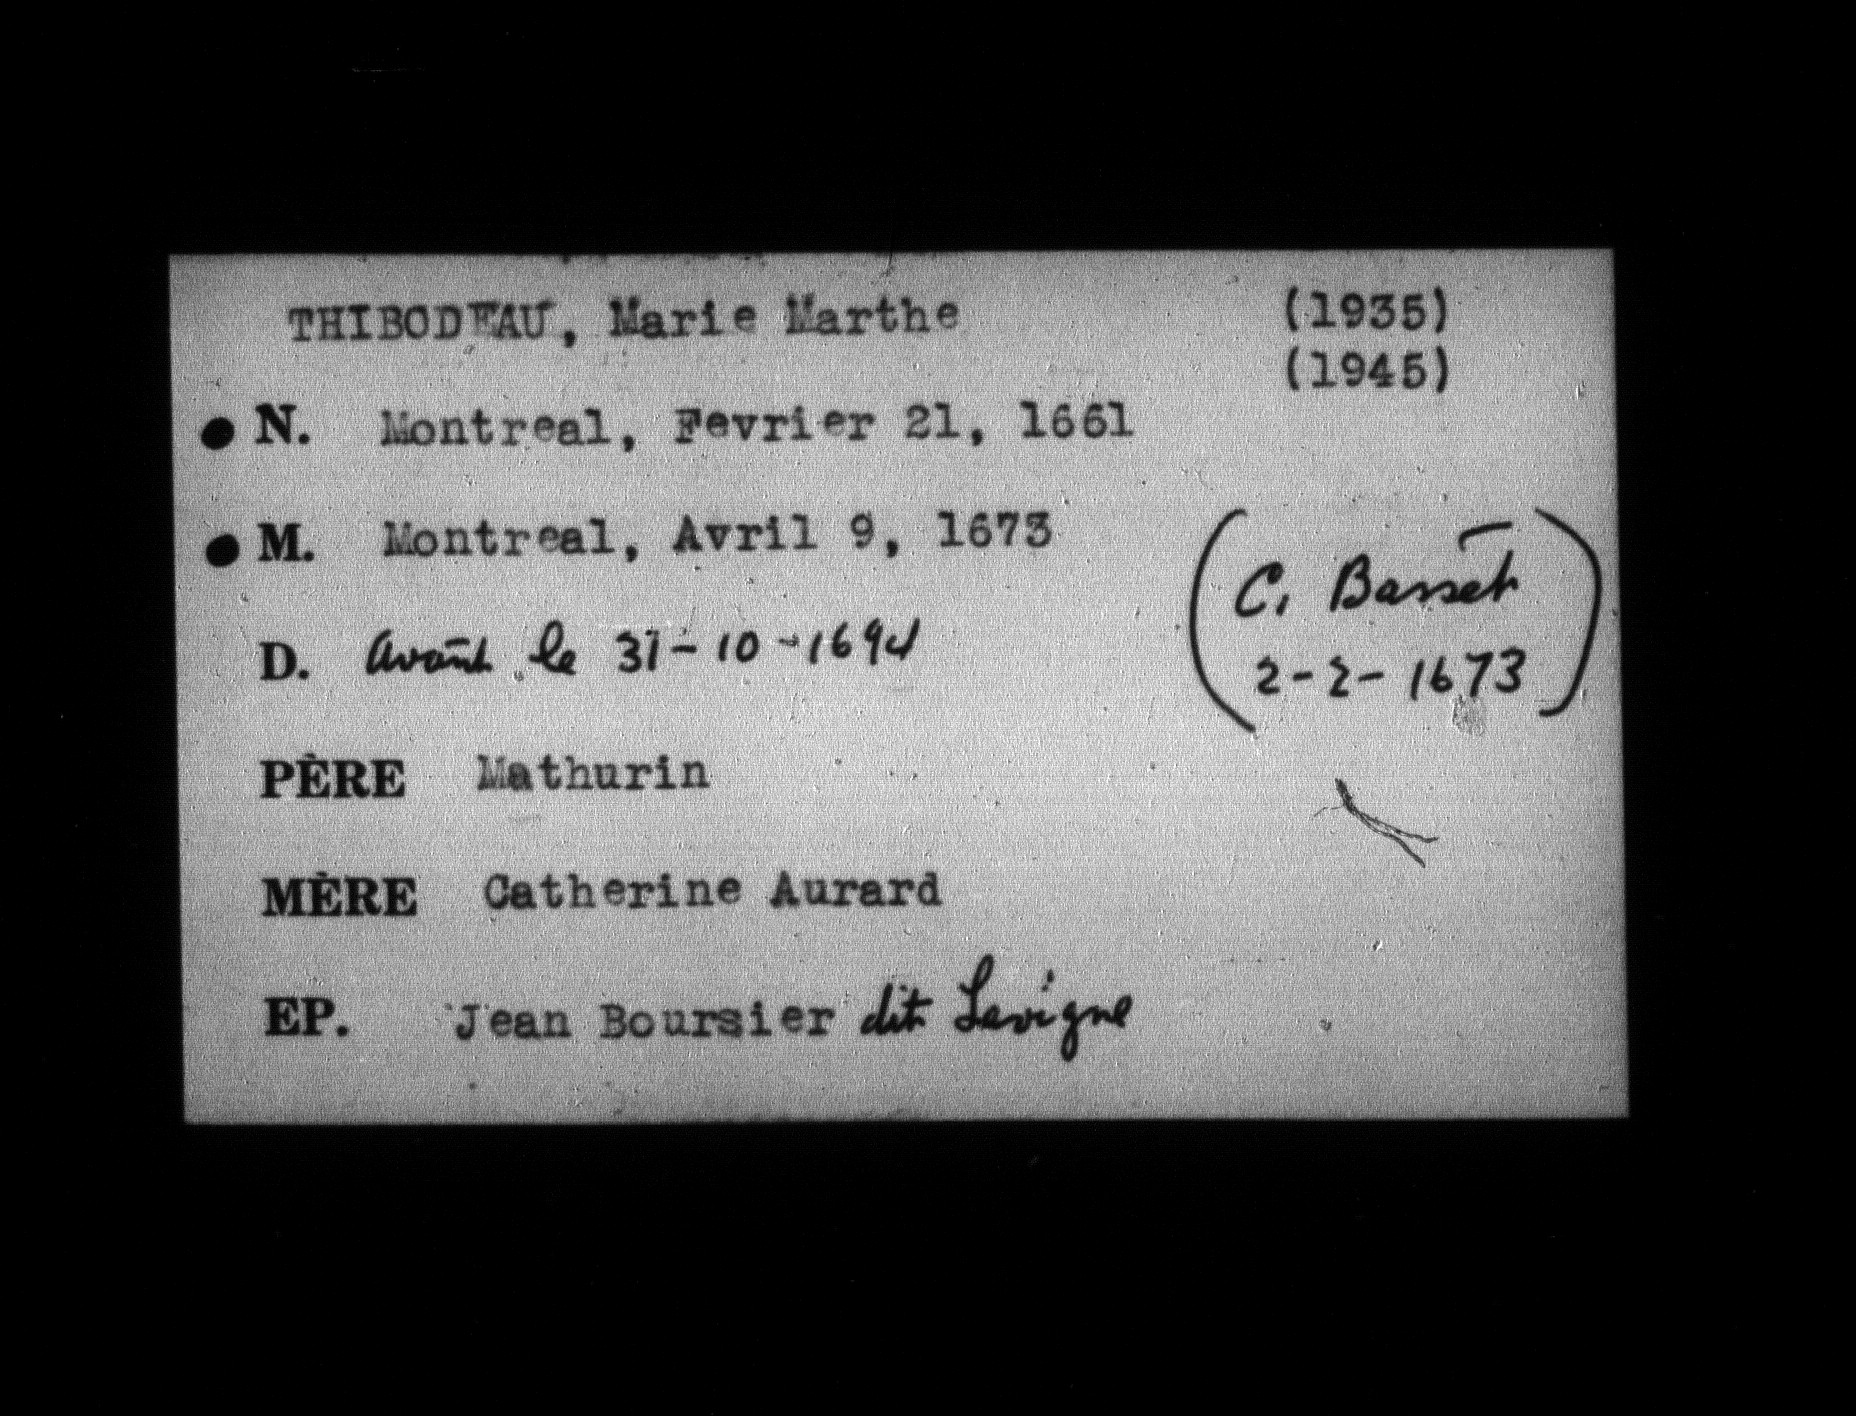 THIBODEAU, Marie Marthe (1935)
(1945)
N. Montreal, Fevrier 21, 1661
M. Montreal, Avril 9, 1673
(C. Basset
2-2-1673)
D. avant le 31-10-1694
PÈRE Mathurin
MÈRE Catherine Aurard
EP. Jean Boursier dit Lavigne